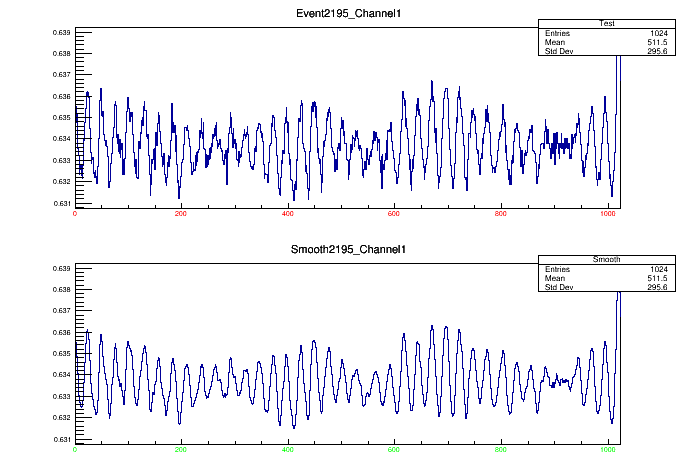 Event2195_Channel1
Test
Entries 1024
Mean 511.5
Std Dev 295.6
0.639
0.638
0.637
0.636
0.635
0.634
0.633
0.632
0.631
0 200 400 600 800 1000
Smooth2195_Channel1
Smooth
Entries 1024
Mean 511.5
Std Dev 295.6
0.639
0.638
0.637
0.636
0.635
0.634
0.633
0.632
0.631
0 200 400 600 800 1000